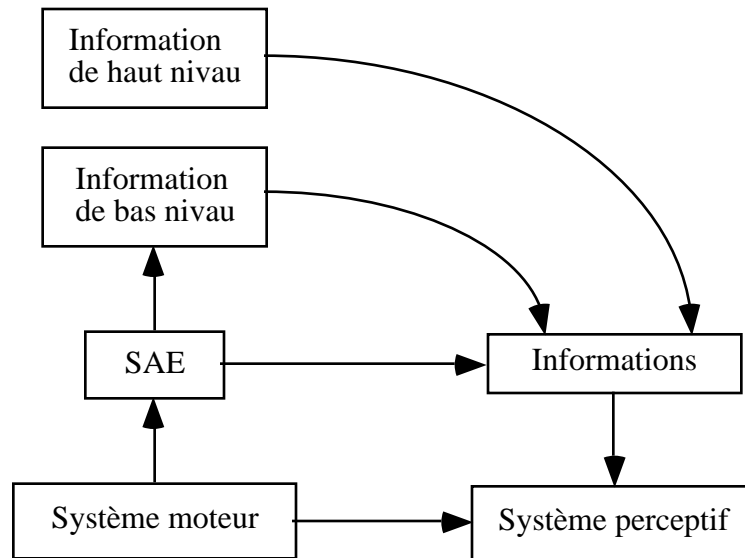 Information
de haut nivau
Information
de bas nivau
SAE
Informations
Système moteur
Système perceptif